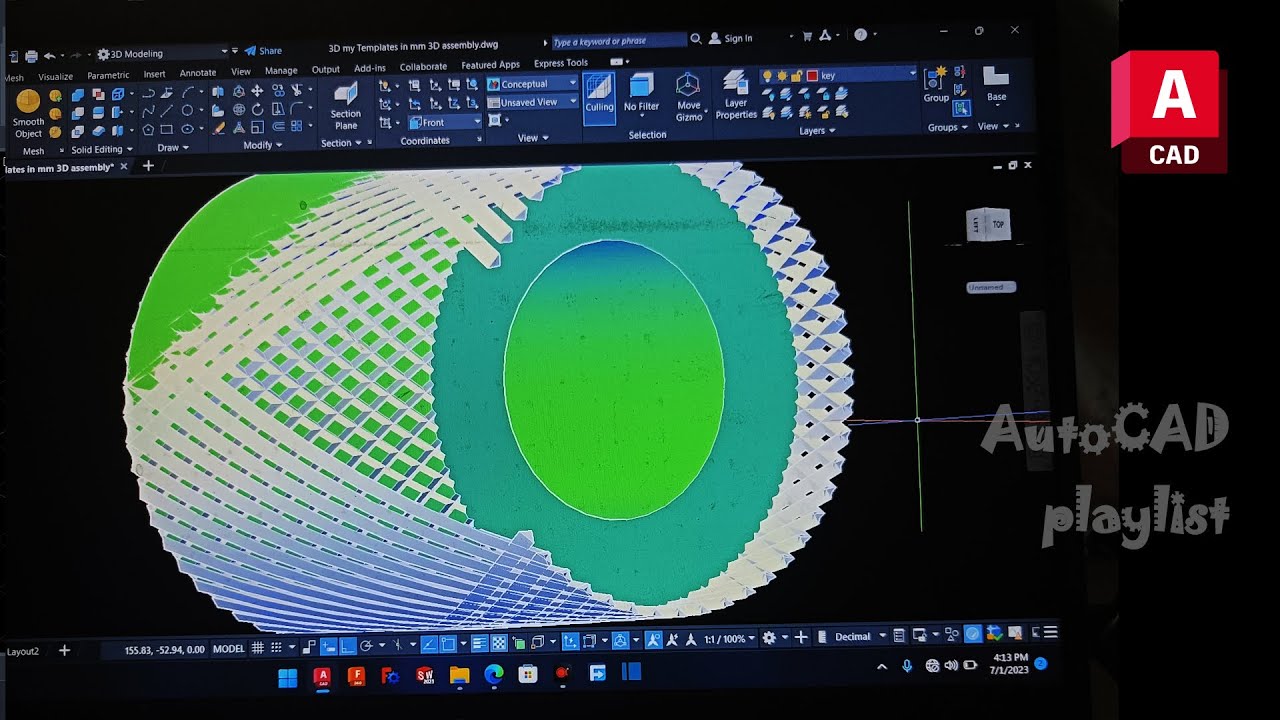 3D Modeling
Share
3D my Templates in mm 3D assembly.dwg
Type a keyword or phrase
Sign In
Mesh
Visualize
Parametric
Insert
Annotate
View
Manage
Output
Add-ins
Collaborate
Featured Apps
Express Tools
Smooth
Object
Mesh
Solid Editing
Draw
Modify
Section
Plane
Section
Front
Coordinates
Conceptual
Unsaved View
View
Culling
No Filter
Move
Gizmo
Selection
Layer
Properties
key
Layers
Group
Groups
Base
View
lates in mm 3D assembly*
LEFT
TOP
Unnamed
A
CAD
AutoCAD
playlist
Layout2
155.83, -52.94, 0.00
MODEL
1:1 / 100%
Decimal
A
CAD
F
SW
2021
4:13 PM
7/1/2023
2